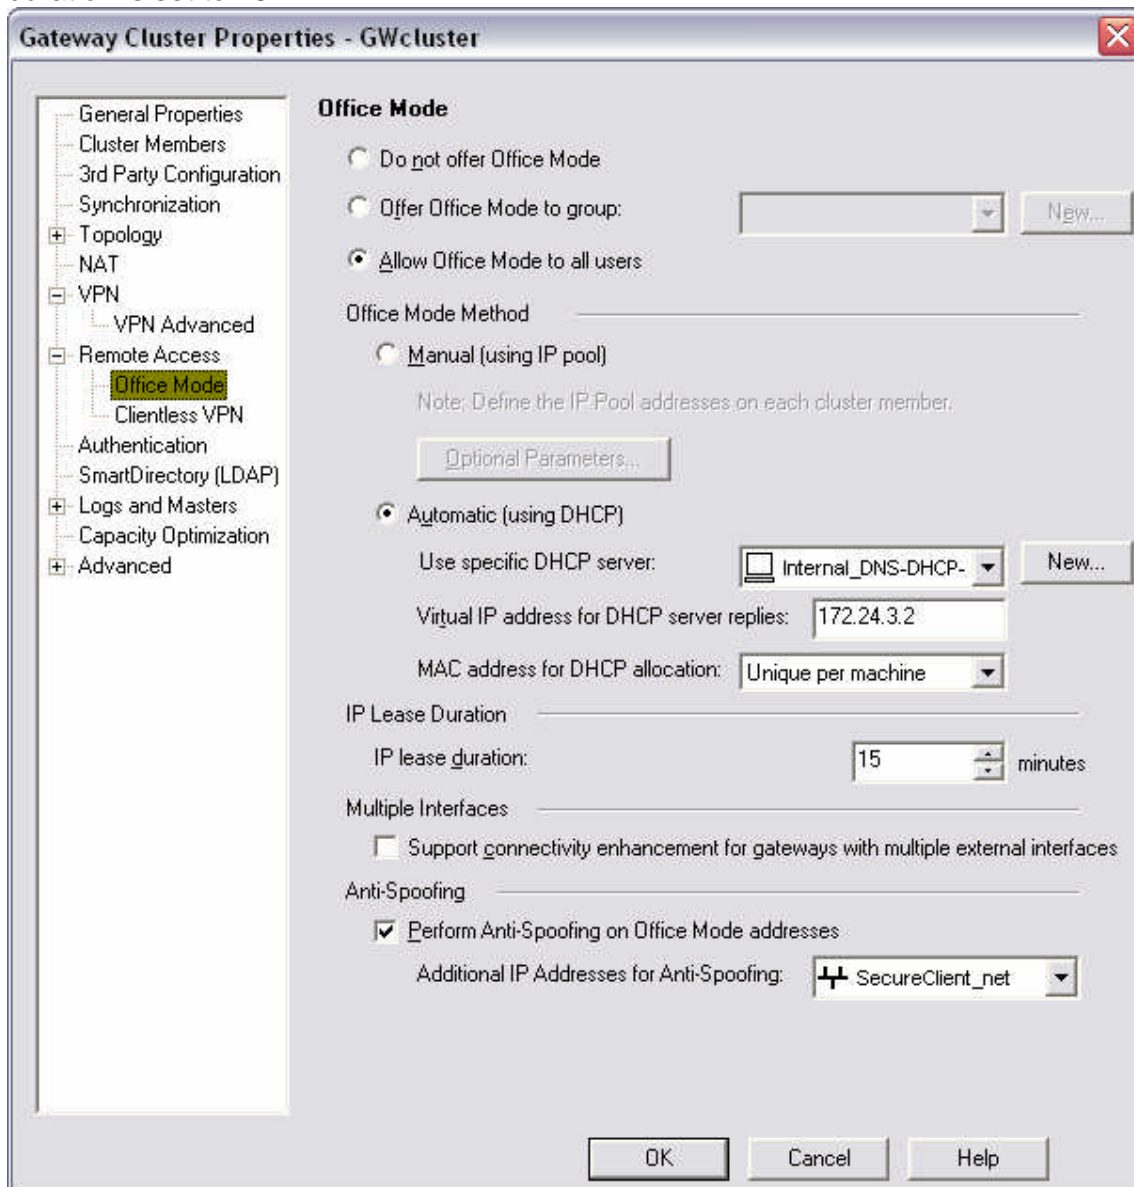 Gateway Cluster Properties - GWcluster
General Properties
Cluster Members
3rd Party Configuration
Synchronization
Topology
NAT
VPN
VPN Advanced
Remote Access
Office Mode
Clientless VPN
Authentication
SmartDirectory (LDAP)
Logs and Masters
Capacity Optimization
Advanced
Office Mode
Do not offer Office Mode
Offer Office Mode to group:
New...
Allow Office Mode to all users
Office Mode Method
Manual (using IP pool)
Note: Define the IP Pool addresses on each cluster member.
Optional Parameters...
Automatic (using DHCP)
Use specific DHCP server: Internal_DNS-DHCP- New...
Virtual IP address for DHCP server replies: 172.24.3.2
MAC address for DHCP allocation: Unique per machine
IP Lease Duration
IP lease duration: 15 minutes
Multiple Interfaces
Support connectivity enhancement for gateways with multiple external interfaces
Anti-Spoofing
Perform Anti-Spoofing on Office Mode addresses
Additional IP Addresses for Anti-Spoofing: SecureClient_net
OK Cancel Help